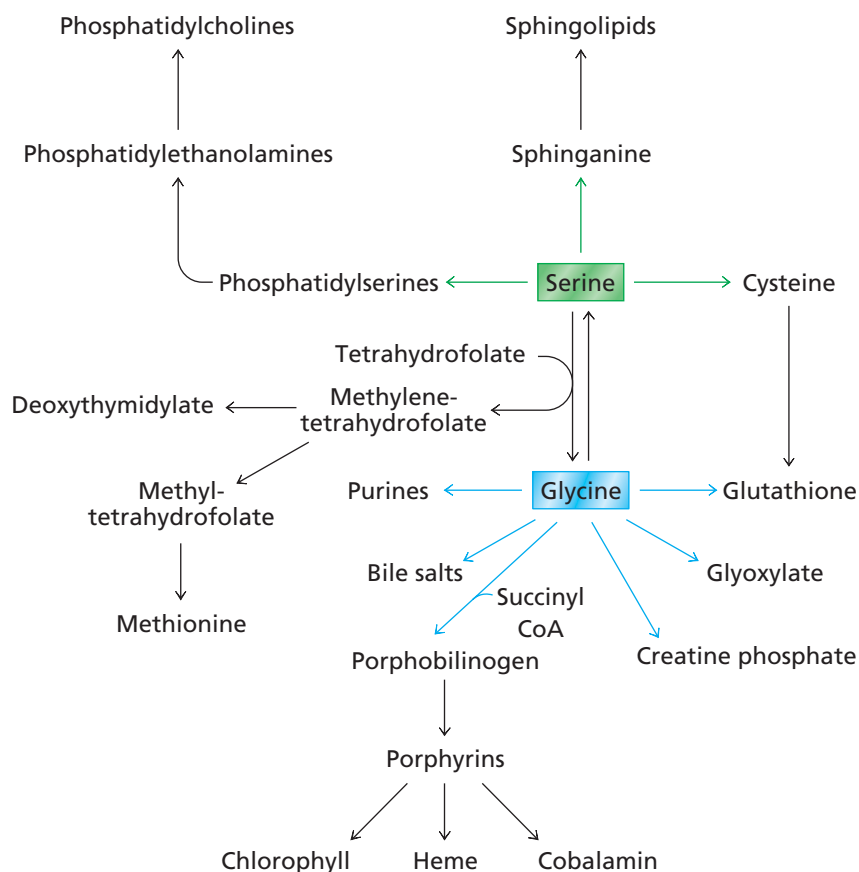 Phosphatidylcholines
Sphingolipids
Phosphatidylethanolamines
Sphinganine
Phosphatidylserines
Serine
Cysteine
Tetrahydrofolate
Methylene-
tetrahydrofolate
Deoxythymidylate
Methyl-
tetrahydrofolate
Purines
Glycine
Glutathione
Bile salts
Succinyl
CoA
Glyoxylate
Methionine
Porphobilinogen
Creatine phosphate
Porphyrins
Chlorophyll
Heme
Cobalamin